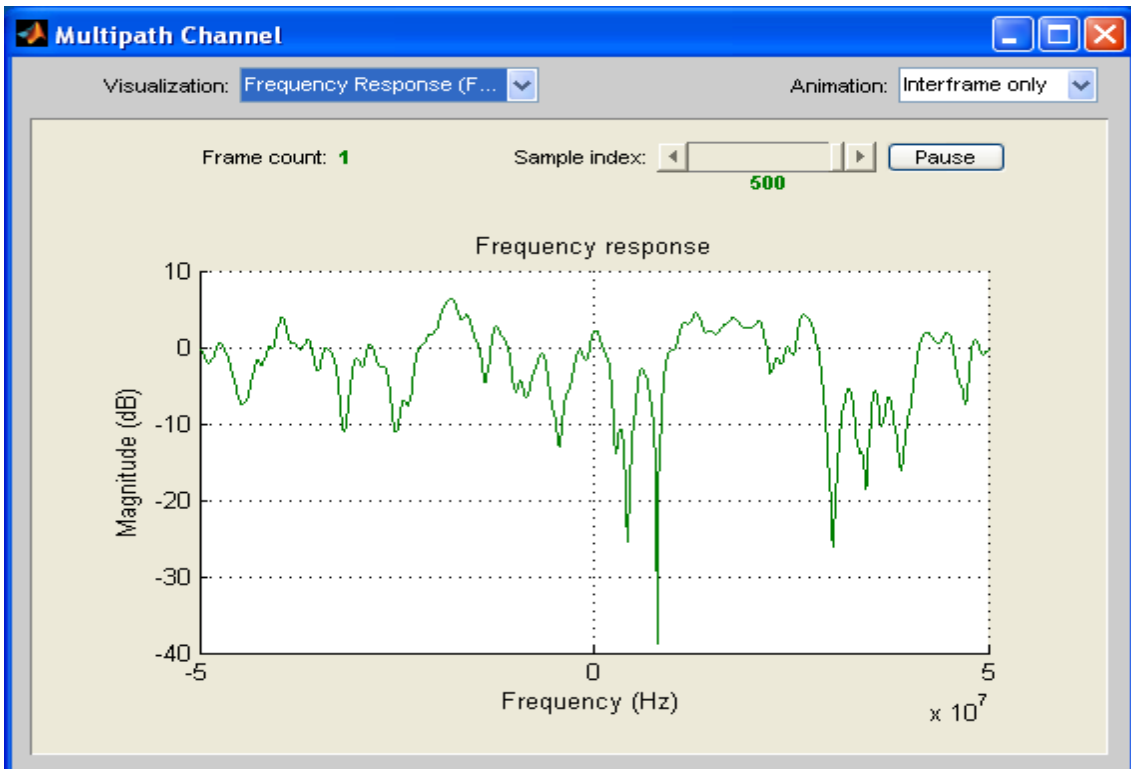 Multipath Channel
Visualization: Frequency Response (F... Animation: Interframe only
Frame count: 1 Sample index: Pause
500
Frequency response
10
0
-10
-20
-30
-40
Magnitude (dB)
-5 0 5
Frequency (Hz)
x 10^7